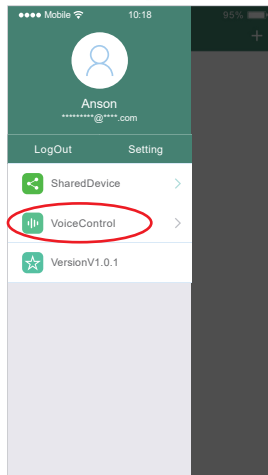 Mobile 10:18 95%
+
Anson
*********@****.com
LogOut Setting
SharedDevice
VoiceControl
VersionV1.0.1